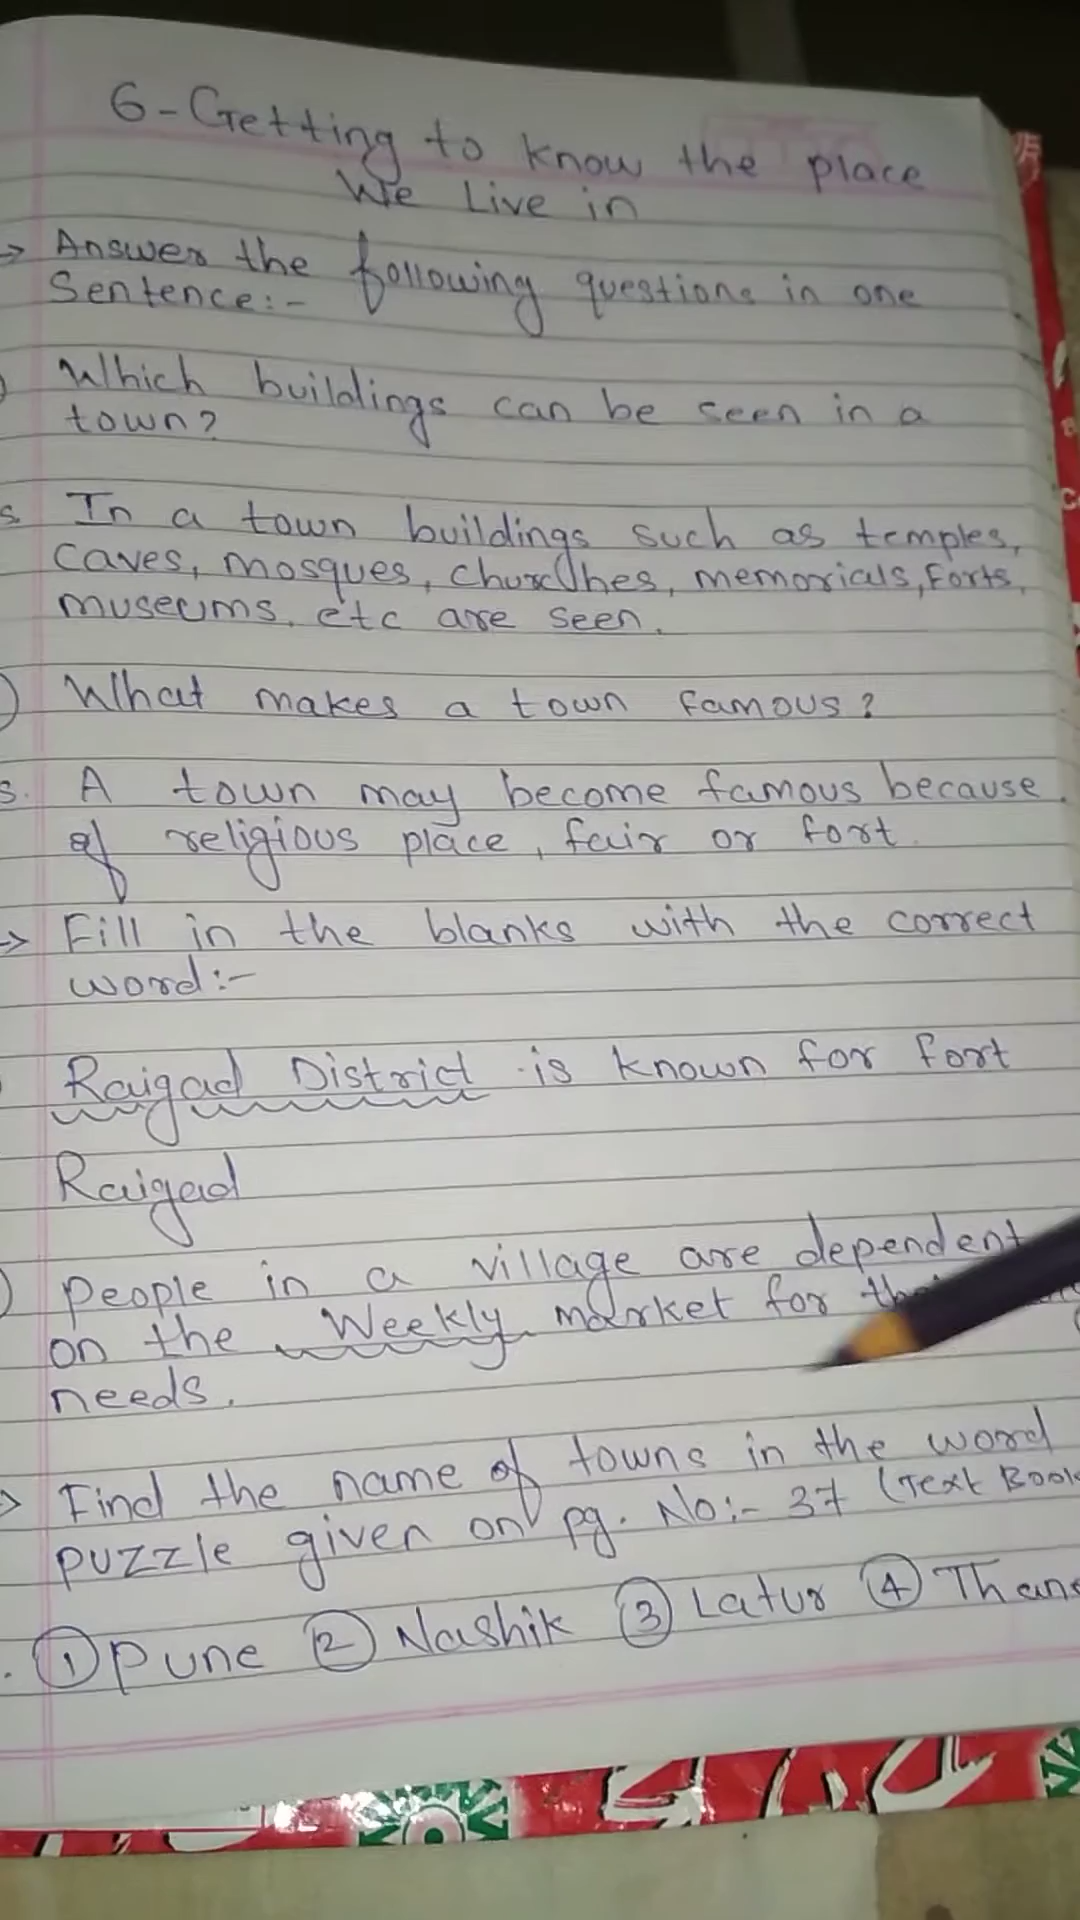 6-Getting to know the place
We Live in
→ Answer the following questions in one
Sentence:-
Which buildings can be seen in a
town?
s. In a town buildings such as temples,
caves, mosques, churches, memorials, Forts,
museums, etc are seen.
) What makes a town famous?
s. A town may become famous because
of religious place, fair or fort.
→ Fill in the blanks with the correct
word:-
Raigad District is known for fort
Raigad
) people in a village are dependent
on the Weekly market for
needs.
→ Find the name of towns in the word
puzzle given on pg. No:- 37 (Text Book
① Pune ② Nashik ③ Latur ④ Thane